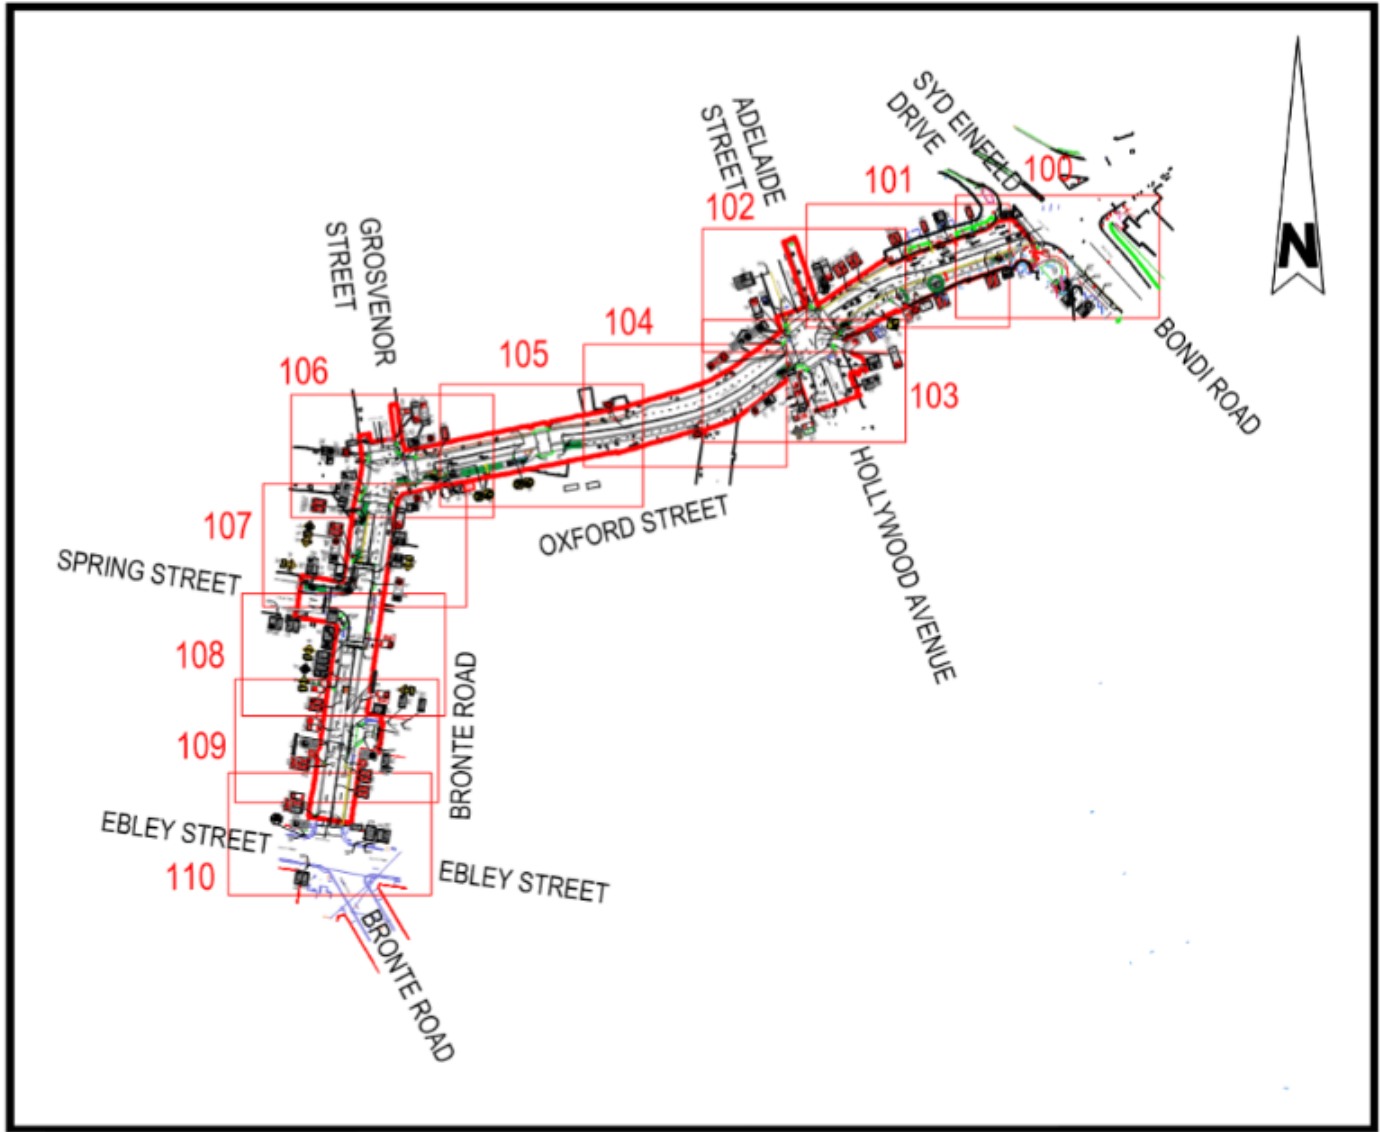 SYD EINFELD
DRIVE
ADELAIDE
STREET
100
101
102
GROSVENOR
STREET
N
104
105
106
BONDI ROAD
103
HOLLYWOOD AVENUE
OXFORD STREET
107
SPRING STREET
108
BRONTE ROAD
109
EBLEY STREET
110
EBLEY STREET
BRONTE ROAD